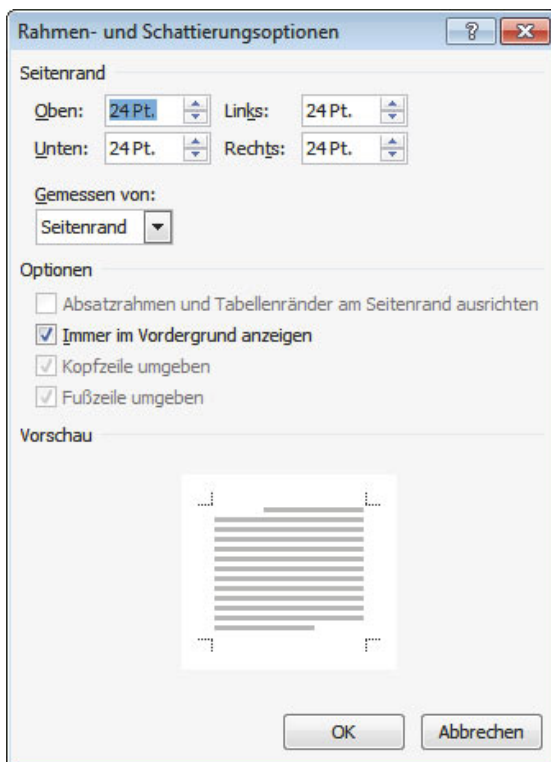 Rahmen- und Schattierungsoptionen
Seitenrand
Oben: 24 Pt. Links: 24 Pt.
Unten: 24 Pt. Rechts: 24 Pt.
Gemessen von:
Seitenrand
Optionen
Absatzrahmen und Tabellenränder am Seitenrand ausrichten
Immer im Vordergrund anzeigen
Kopfzeile umgeben
Fußzeile umgeben
Vorschau
OK Abbrechen